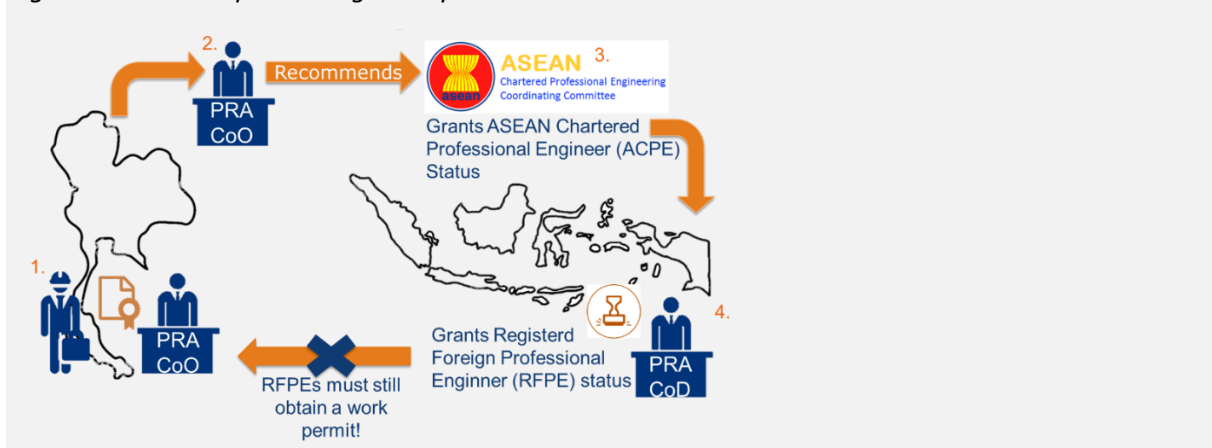 2.
PRA
CoO
Recommends
asean
ASEAN 3.
Chartered Professional Engineering
Coordinating Committee
Grants ASEAN Chartered
Professional Engineer (ACPE)
Status
1.
PRA
CoO
RFPEs must still
obtain a work
permit!
Grants Registerd
Foreign Professional
Enginner (RFPE) status
4.
PRA
CoD